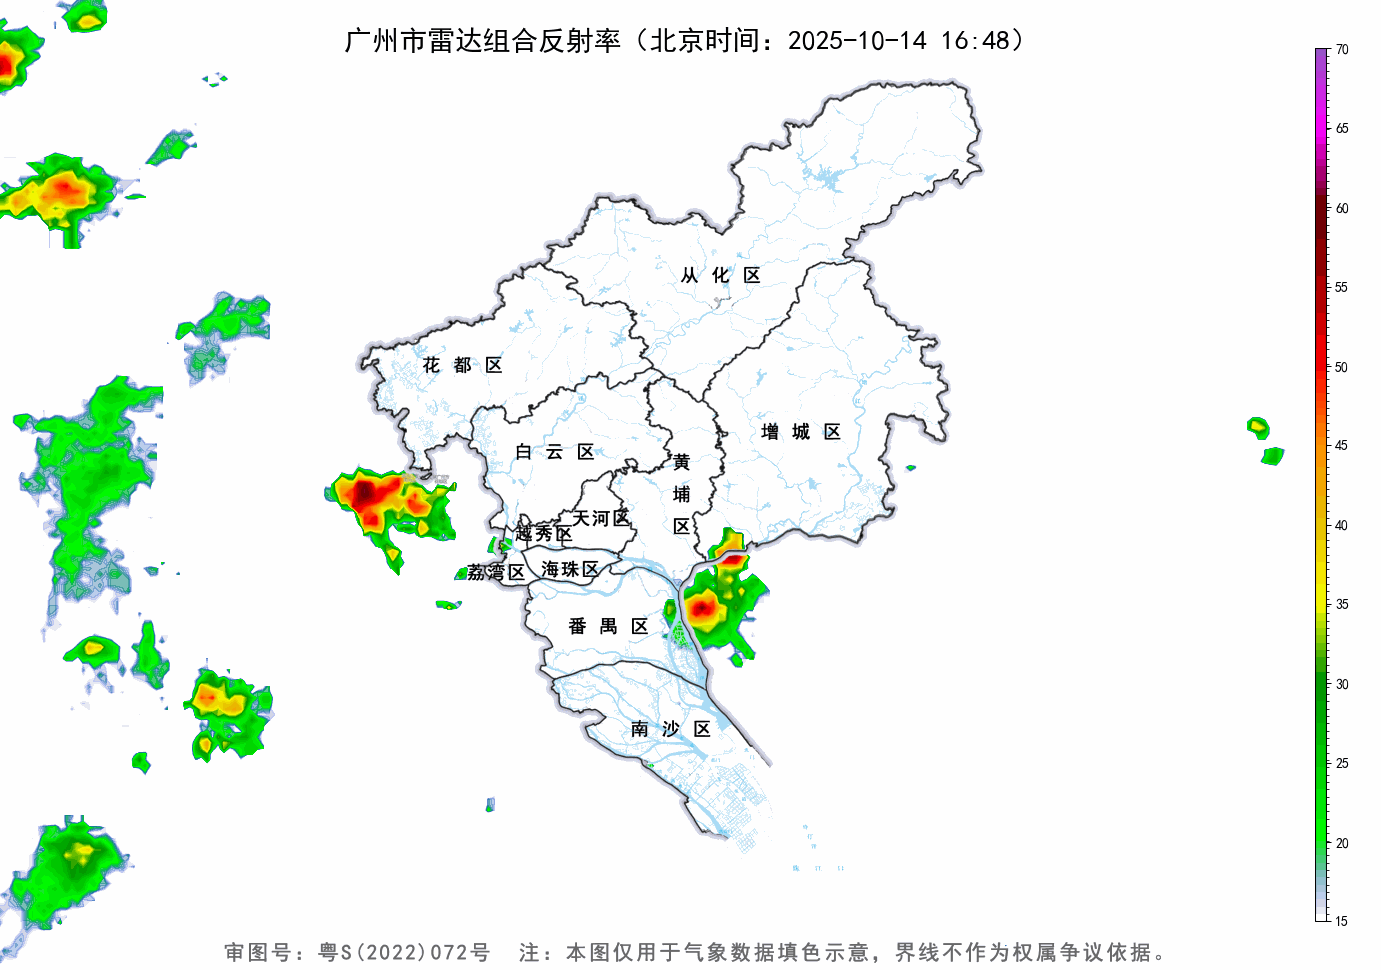 广州市雷达组合反射率（北京时间：2025-10-14 16:48）
70
65
60
55
50
45
40
35
30
25
20
15
从化区
花都区
增城区
白云区
黄埔区
天河区
越秀区
荔湾区
海珠区
番禺区
南沙区
审图号：粤S(2022)072号 注：本图仅用于气象数据填色示意，界线不作为权属争议依据。